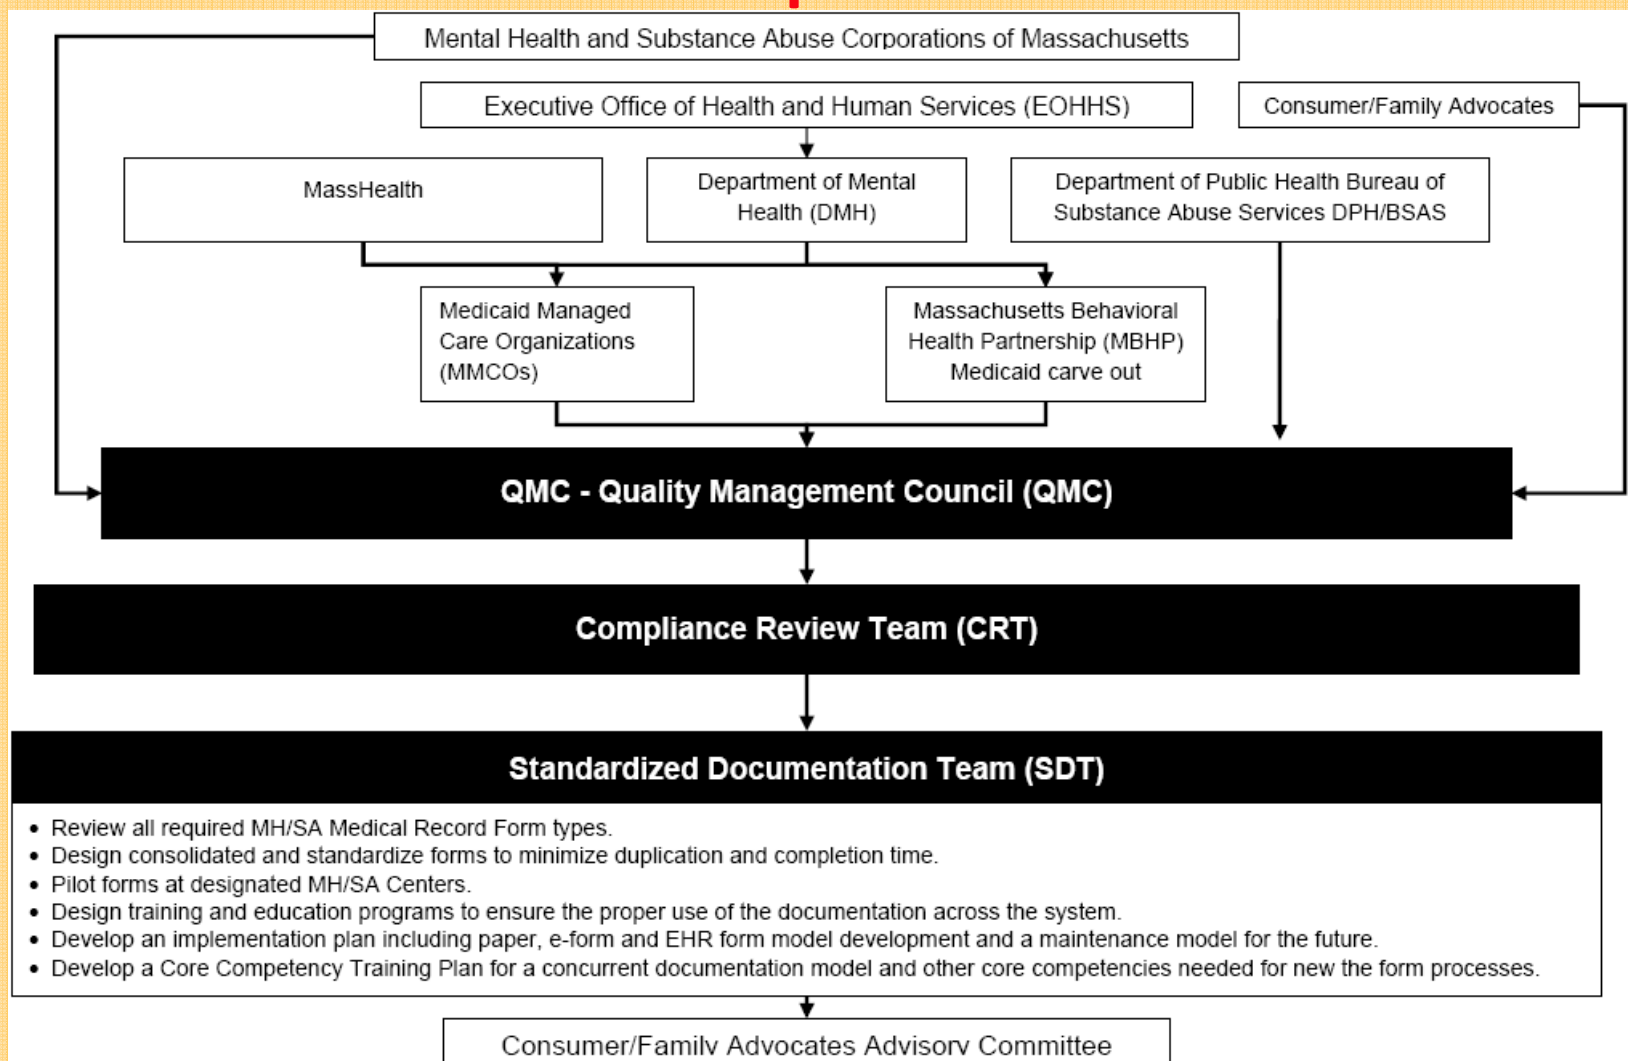 Mental Health and Substance Abuse Corporations of Massachusetts
Executive Office of Health and Human Services (EOHHS)
Consumer/Family Advocates
MassHealth
Department of Mental
Health (DMH)
Department of Public Health Bureau of
Substance Abuse Services DPH/BSAS
Medicaid Managed
Care Organizations
(MMCOs)
Massachusetts Behavioral
Health Partnership (MBHP)
Medicaid carve out
QMC - Quality Management Council (QMC)
Compliance Review Team (CRT)
Standardized Documentation Team (SDT)
• Review all required MH/SA Medical Record Form types.
• Design consolidated and standardize forms to minimize duplication and completion time.
• Pilot forms at designated MH/SA Centers.
• Design training and education programs to ensure the proper use of the documentation across the system.
• Develop an implementation plan including paper, e-form and EHR form model development and a maintenance model for the future.
• Develop a Core Competency Training Plan for a concurrent documentation model and other core competencies needed for new the form processes.
Consumer/Family Advocates Advisory Committee